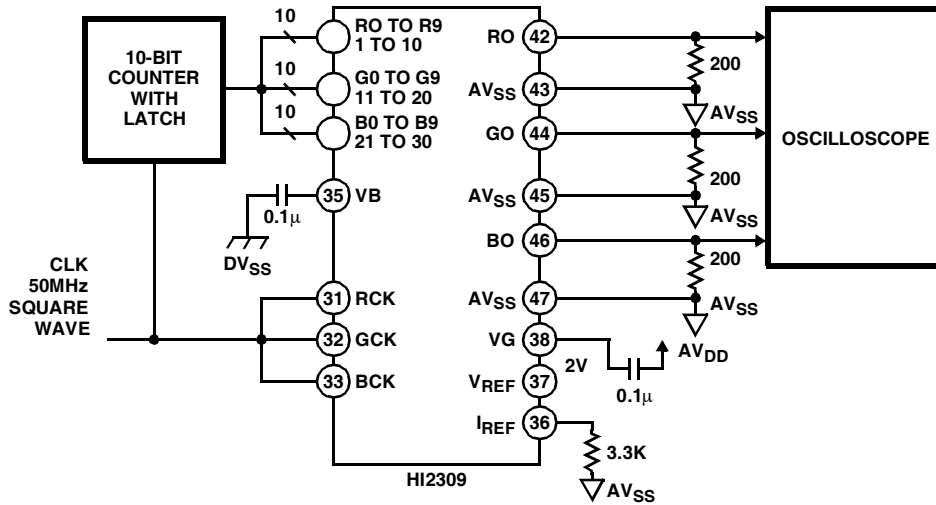 10-BIT
COUNTER
WITH
LATCH
10
10
10
RO TO R9
1 TO 10
G0 TO G9
11 TO 20
B0 TO B9
21 TO 30
35 VB
0.1μ
DVSS
CLK
50MHz
SQUARE
WAVE
31 RCK
32 GCK
33 BCK
RO 42
AVSS 43
GO 44
AVSS 45
BO 46
AVSS 47
VG 38
VREF 37
IREF 36
2V
200
AVSS
200
AVSS
200
AVSS
AVDD
0.1μ
3.3K
AVSS
OSCILLOSCOPE
HI2309